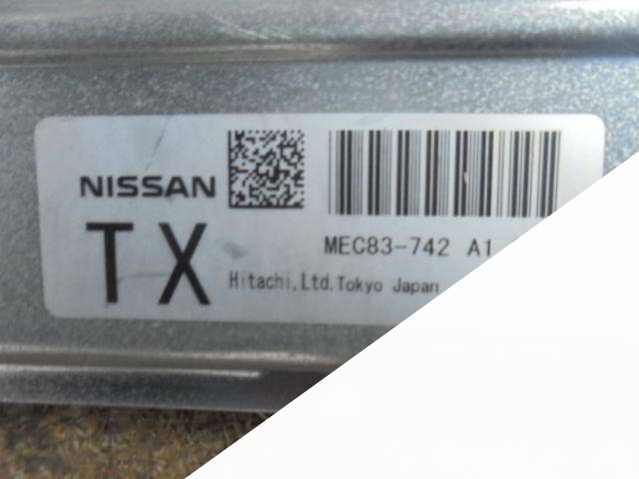 NISSAN
TX
MEC83-742 A1
Hitachi,Ltd.Tokyo Japan